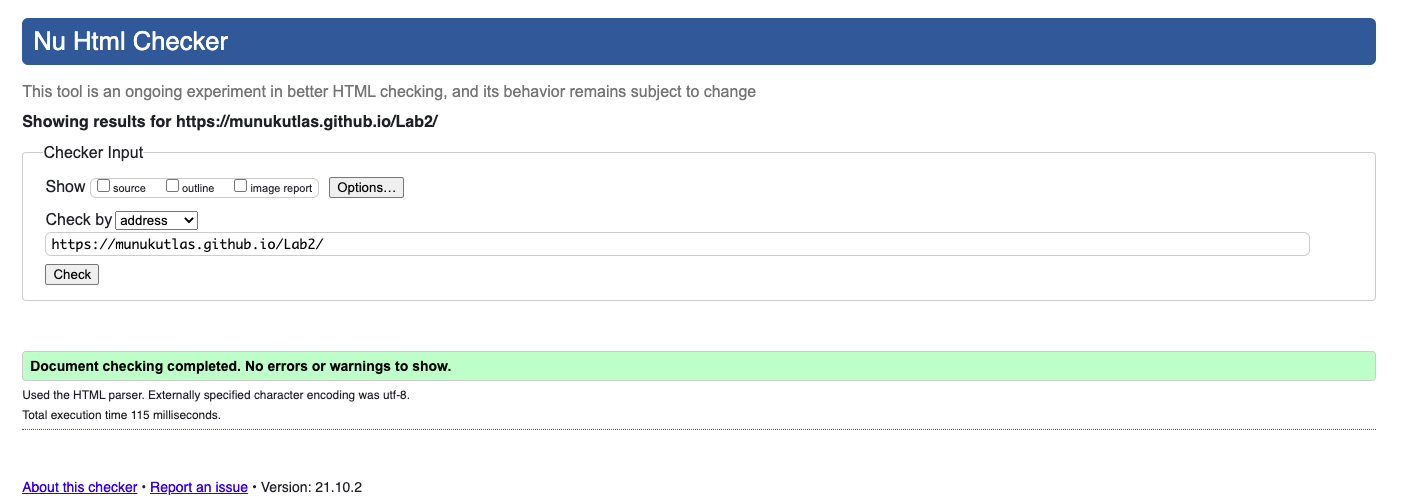 Nu Html Checker
This tool is an ongoing experiment in better HTML checking, and its behavior remains subject to change
Showing results for https://munukutlas.github.io/Lab2/
Checker Input
Show source outline image report Options...
Check by address
https://munukutlas.github.io/Lab2/
Check
Document checking completed. No errors or warnings to show.
Used the HTML parser. Externally specified character encoding was utf-8.
Total execution time 115 milliseconds.
About this checker • Report an issue • Version: 21.10.2